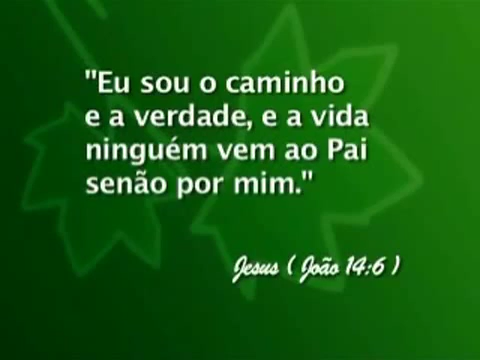 "Eu sou o caminho
e a verdade, e a vida
ninguém vem ao Pai
senão por mim."
Jesus ( João 14:6 )